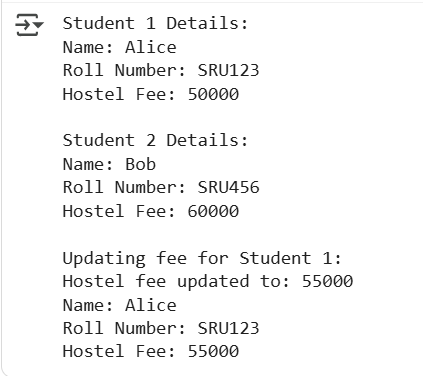 Student 1 Details:
Name: Alice
Roll Number: SRU123
Hostel Fee: 50000

Student 2 Details:
Name: Bob
Roll Number: SRU456
Hostel Fee: 60000

Updating fee for Student 1:
Hostel fee updated to: 55000
Name: Alice
Roll Number: SRU123
Hostel Fee: 55000